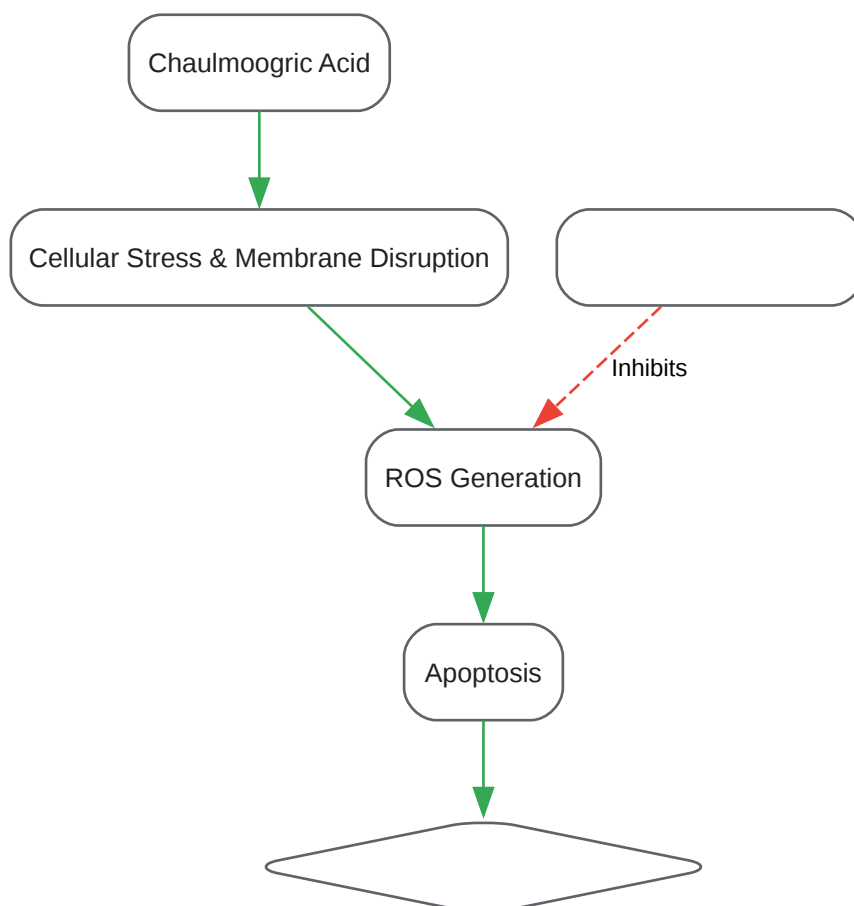 Chaulmoogric Acid
Cellular Stress & Membrane Disruption
Inhibits
ROS Generation
Apoptosis